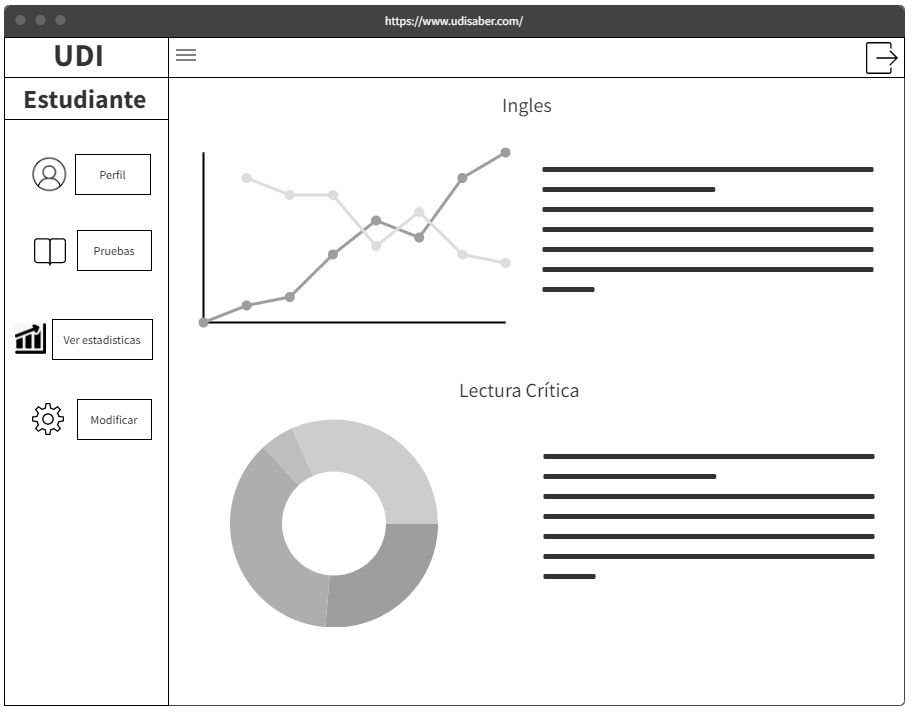 https://www.udisaber.com/
UDI
Estudiante
Perfil
Pruebas
Ver estadisticas
Modificar
Ingles
Lectura Crítica